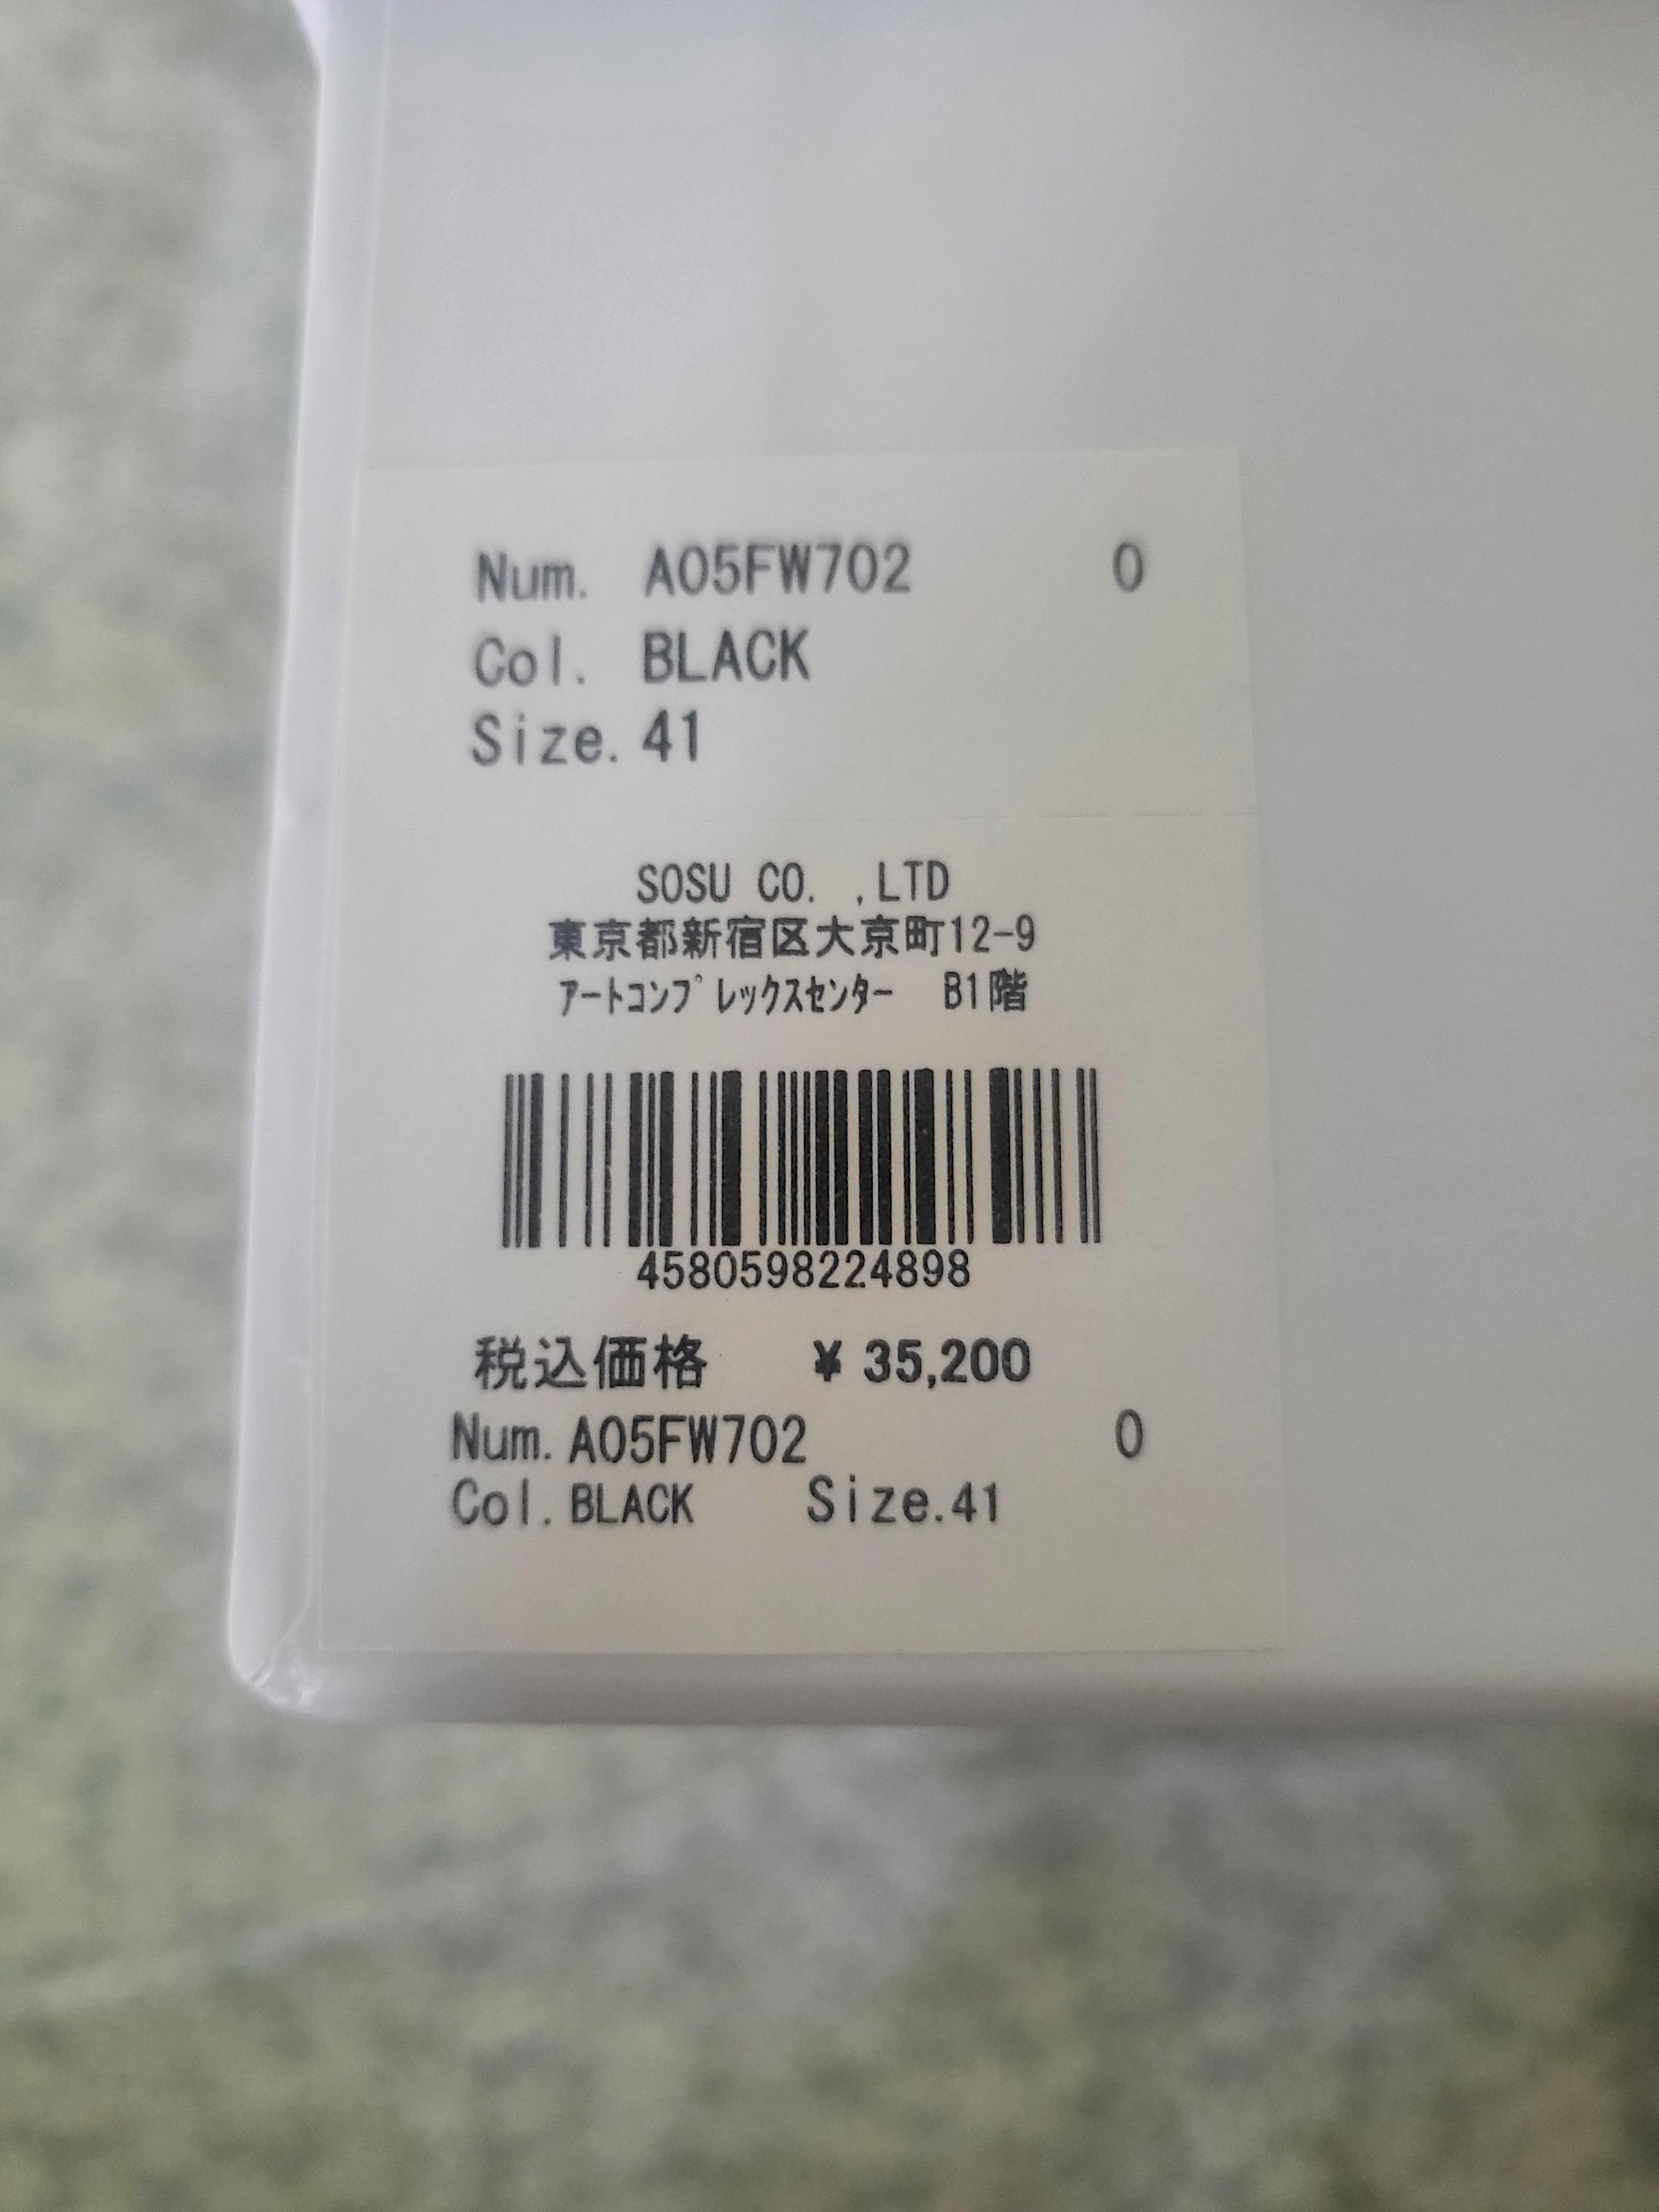 Num. A05FW702 0
Col. BLACK
Size. 41
SOSU CO. ,LTD
東京都新宿区大京町12-9
ｱｰﾄｺﾝﾌﾟﾚｯｸｽｾﾝﾀｰ B1階
4580598224898
税込価格 ¥ 35,200
Num. A05FW702 0
Col. BLACK Size. 41